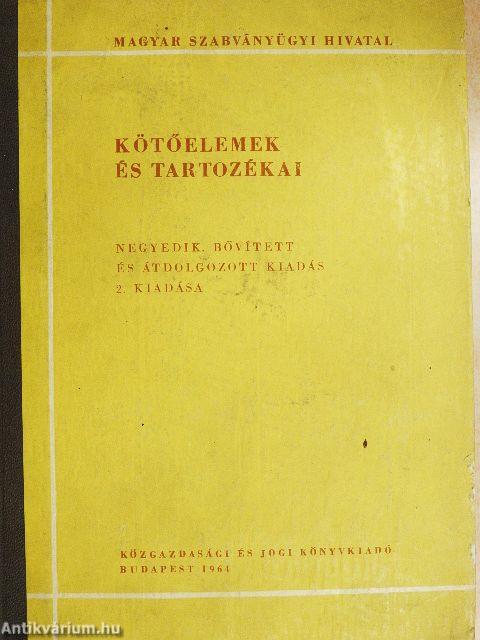 MAGYAR SZABVÁNYÜGYI HIVATAL
KÖTŐELEMEK
ÉS TARTOZÉKAI
NEGYEDIK, BŐVÍTETT
ÉS ÁTDOLGOZOTT KIADÁS
2. KIADÁSA
KÖZGAZDASÁGI ÉS JOGI KÖNYVKIADÓ
BUDAPEST 1964
Antikvárium.hu